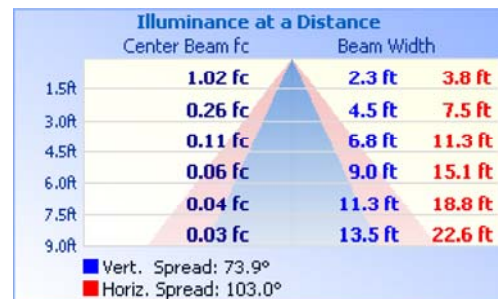 Illuminance at a Distance
Center Beam fc Beam Width
1.5ft 1.02 fc 2.3 ft 3.8 ft
3.0ft 0.26 fc 4.5 ft 7.5 ft
4.5ft 0.11 fc 6.8 ft 11.3 ft
6.0ft 0.06 fc 9.0 ft 15.1 ft
7.5ft 0.04 fc 11.3 ft 18.8 ft
9.0ft 0.03 fc 13.5 ft 22.6 ft
Vert. Spread: 73.9°
Horiz. Spread: 103.0°